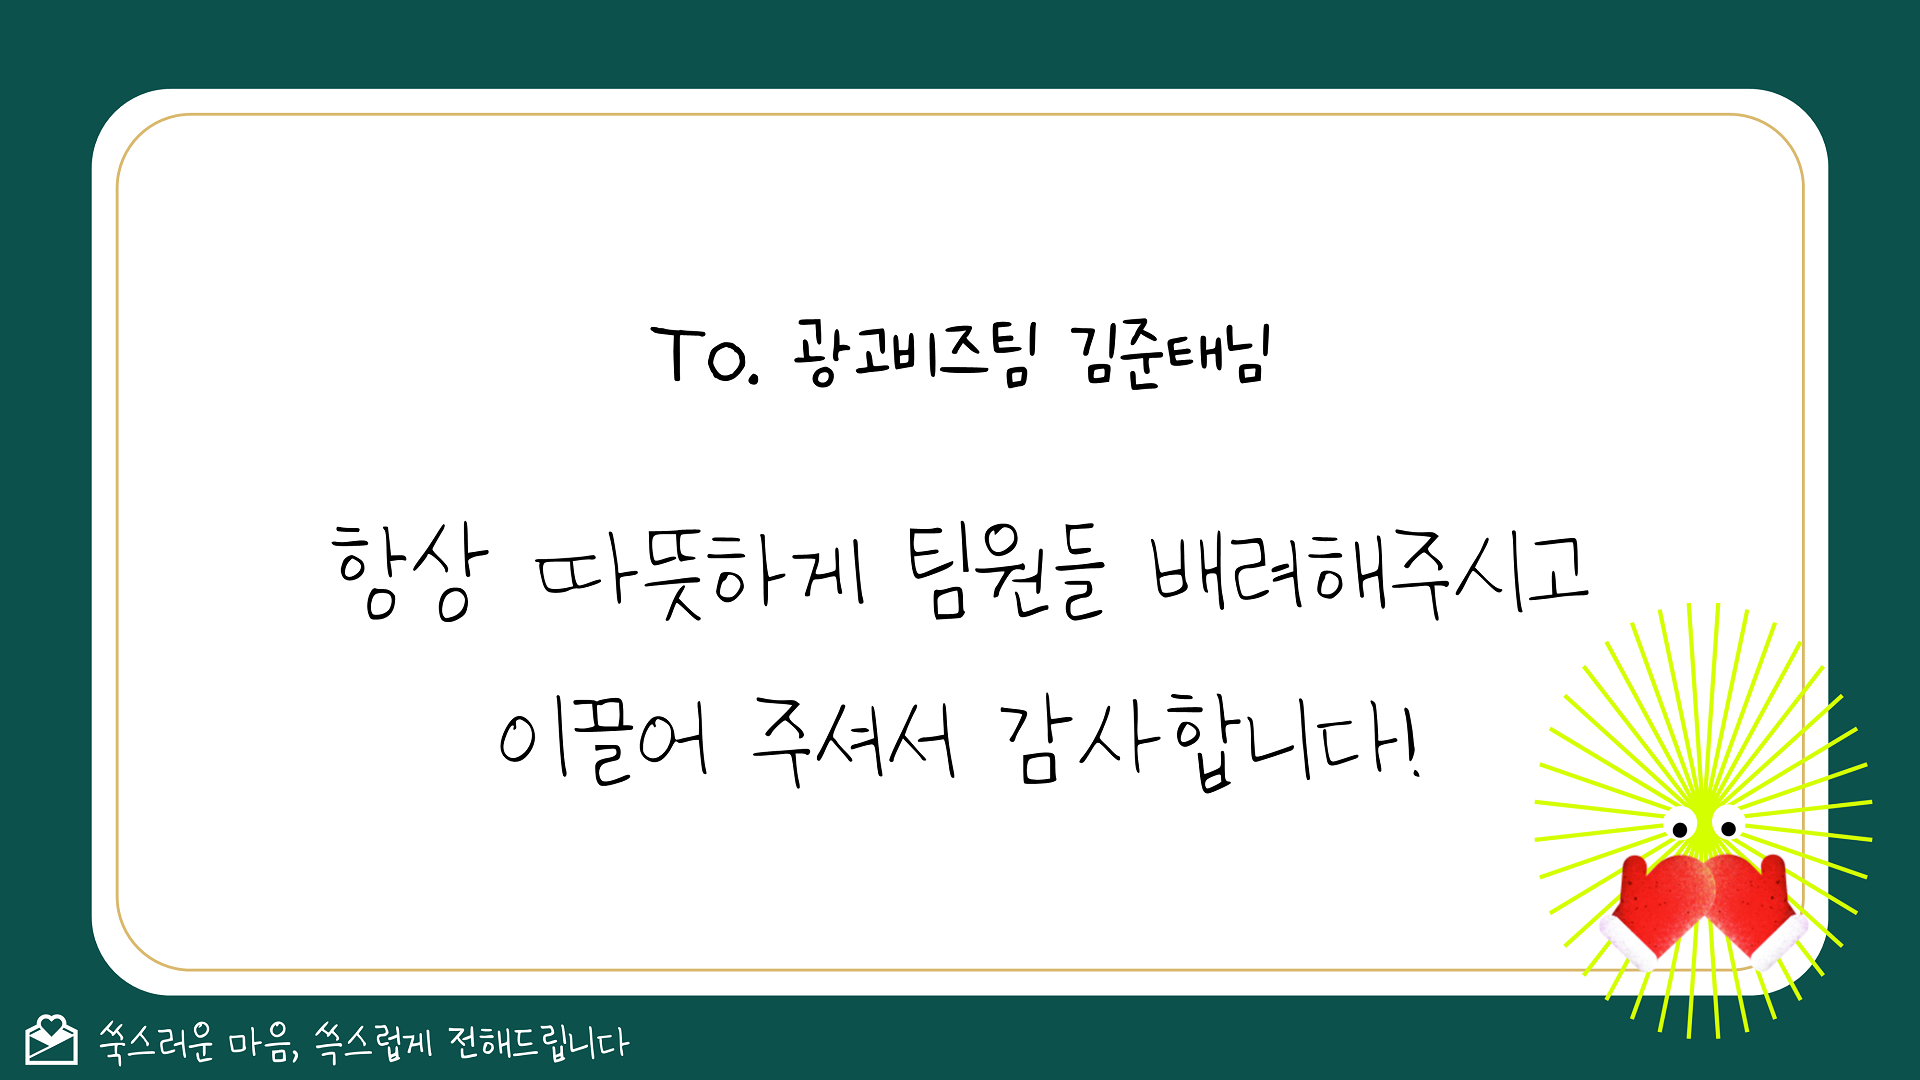 To. 광고비즈팀 김준태님
항상 따뜻하게 팀원들 배려해주시고
이끌어 주셔서 감사합니다!
쑥스러운 마음, 쓱스럽게 전해드립니다